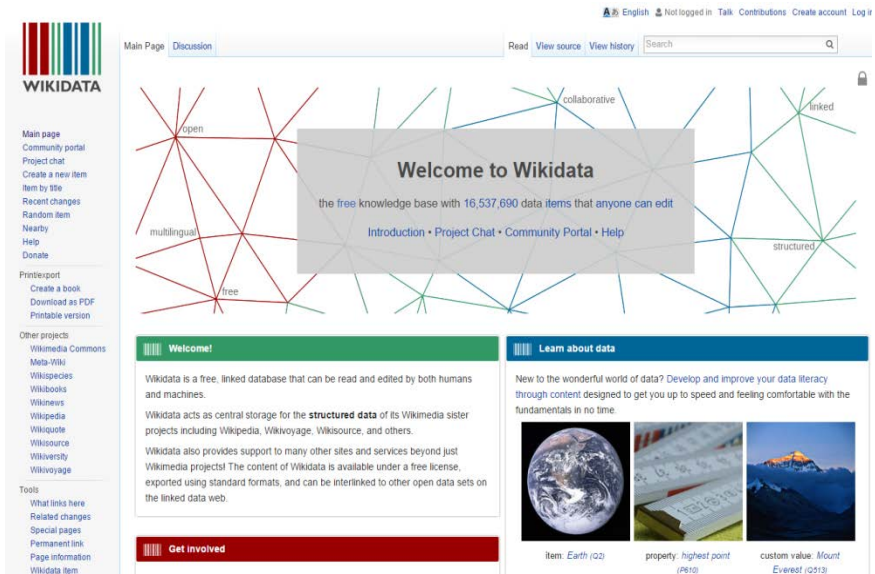 English Not logged in Talk Contributions Create account Log in
Main Page Discussion
Read View source View history Search
WIKIDATA
Main page
Community portal
Project chat
Create a new item
Item by title
Recent changes
Random item
Nearby
Help
Donate
Print/export
Create a book
Download as PDF
Printable version
Other projects
Wikimedia Commons
Meta-Wiki
Wikispecies
Wikibooks
Wikinews
Wikipedia
Wikiquote
Wikisource
Wikiversity
Wikivoyage
Tools
What links here
Related changes
Special pages
Permanent link
Page information
Wikidata item
collaborative
linked
open
multilingual
structured
free
Welcome to Wikidata
the free knowledge base with 16,537,690 data items that anyone can edit
Introduction • Project Chat • Community Portal • Help
Welcome!
Wikidata is a free, linked database that can be read and edited by both humans
and machines.
Wikidata acts as central storage for the structured data of its Wikimedia sister
projects including Wikipedia, Wikivoyage, Wikisource, and others.
Wikidata also provides support to many other sites and services beyond just
Wikimedia projects! The content of Wikidata is available under a free license,
exported using standard formats, and can be interlinked to other open data sets on
the linked data web.
Get involved
Learn about data
New to the wonderful world of data? Develop and improve your data literacy
through content designed to get you up to speed and feeling comfortable with the
fundamentals in no time.
item: Earth (Q2)
property: highest point
(P610)
custom value: Mount
Everest (Q513)